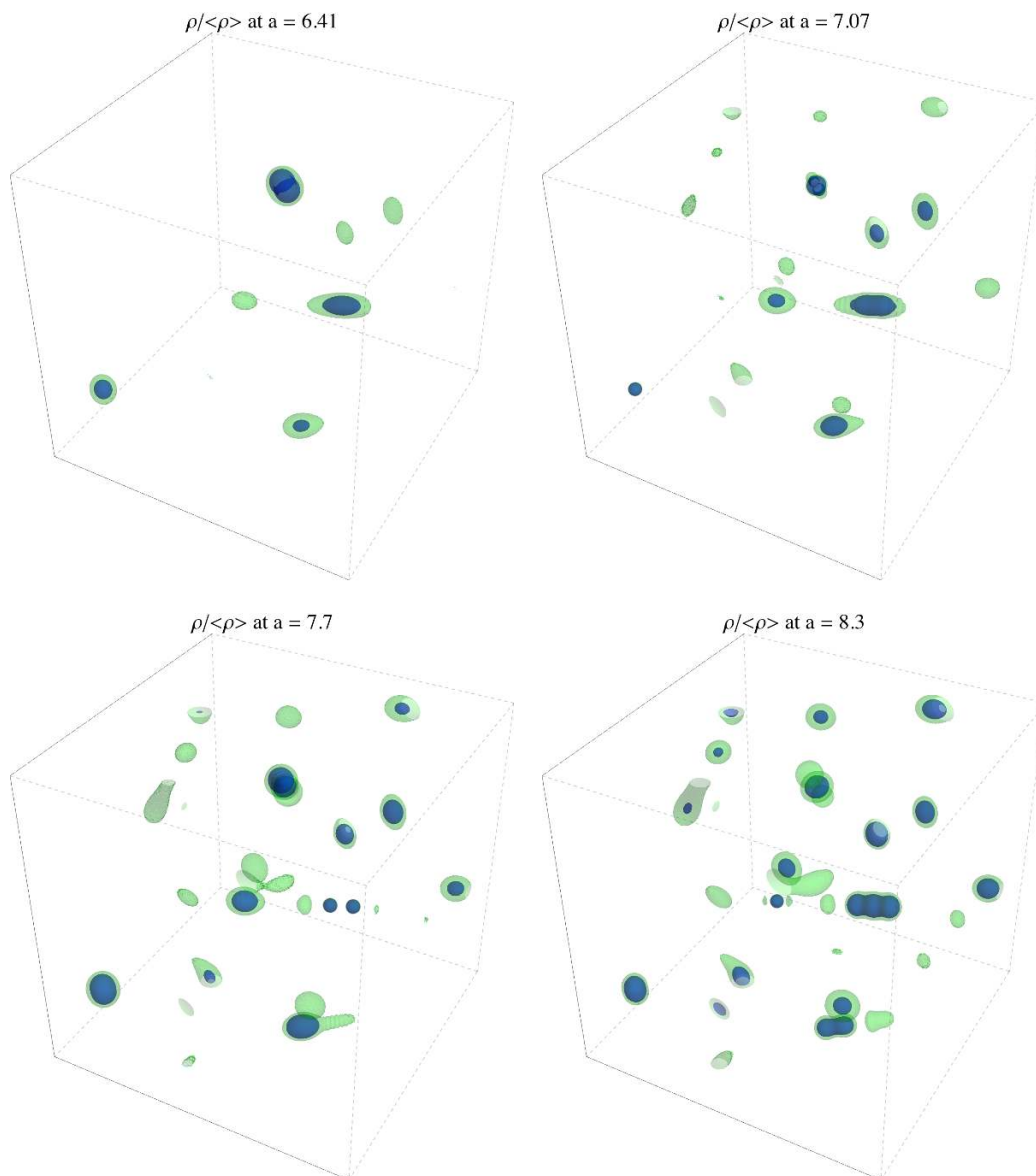 ρ/<ρ> at a = 6.41
ρ/<ρ> at a = 7.07
ρ/<ρ> at a = 7.7
ρ/<ρ> at a = 8.3